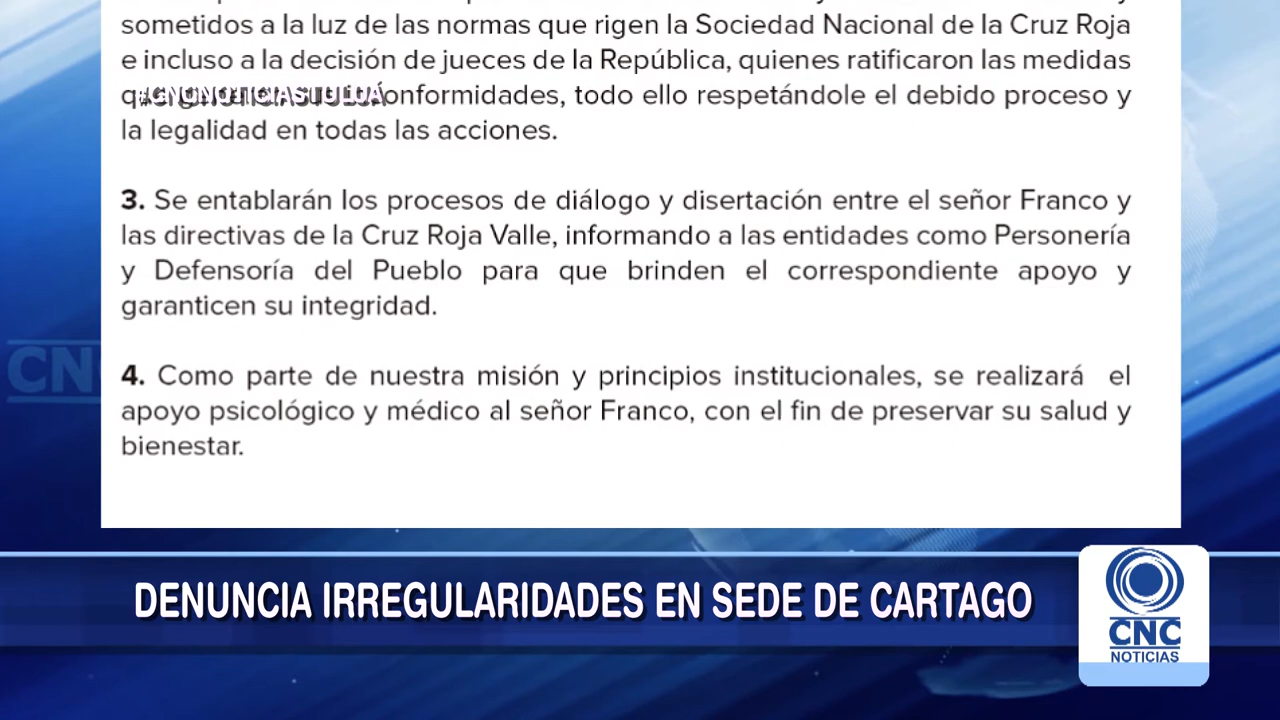 sometidos a la luz de las normas que rigen la Sociedad Nacional de la Cruz Roja
e incluso a la decisión de jueces de la República, quienes ratificaron las medidas
#CNCNOTICIASTULUÁ
conformidades, todo ello respetándole el debido proceso y
la legalidad en todas las acciones.
3. Se entablarán los procesos de diálogo y disertación entre el señor Franco y
las directivas de la Cruz Roja Valle, informando a las entidades como Personería
y Defensoría del Pueblo para que brinden el correspondiente apoyo y
garanticen su integridad.
4. Como parte de nuestra misión y principios institucionales, se realizará el
apoyo psicológico y médico al señor Franco, con el fin de preservar su salud y
bienestar.
CNC
DENUNCIA IRREGULARIDADES EN SEDE DE CARTAGO
CNC
NOTICIAS